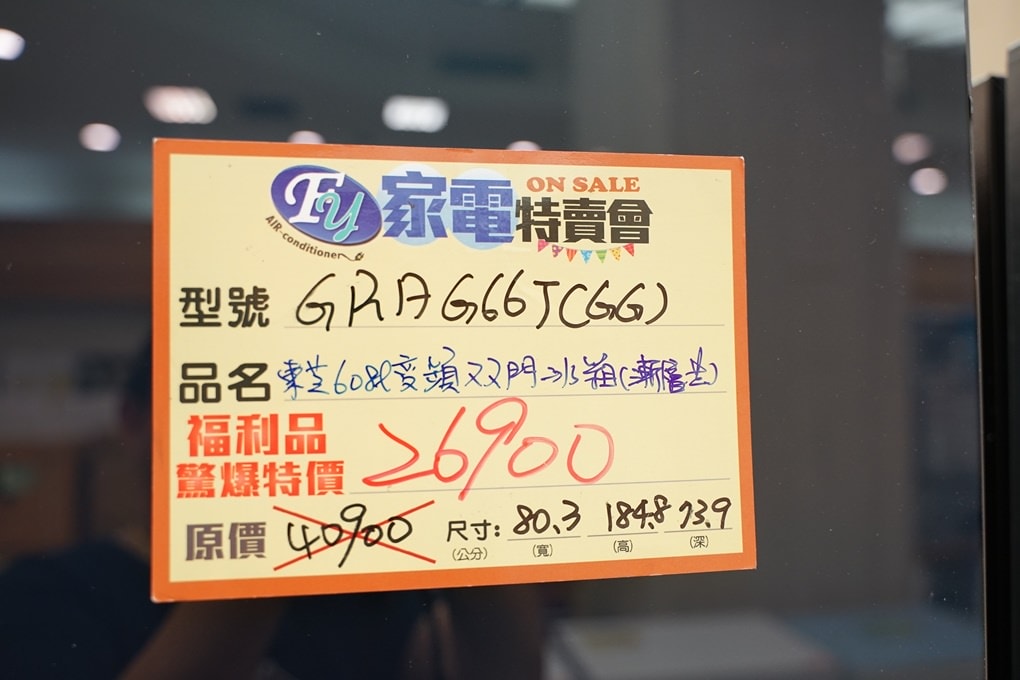 Fy 家電 ON SALE
AIR-conditioner 特賣會
型號 GRAG66T(GG)
品名 東芝608l变頻双門冰箱(漸層藍)
福利品
驚爆特價 26900
原價 40900 尺寸: 80.3 184.8 73.9
(公分) (寬) (高) (深)